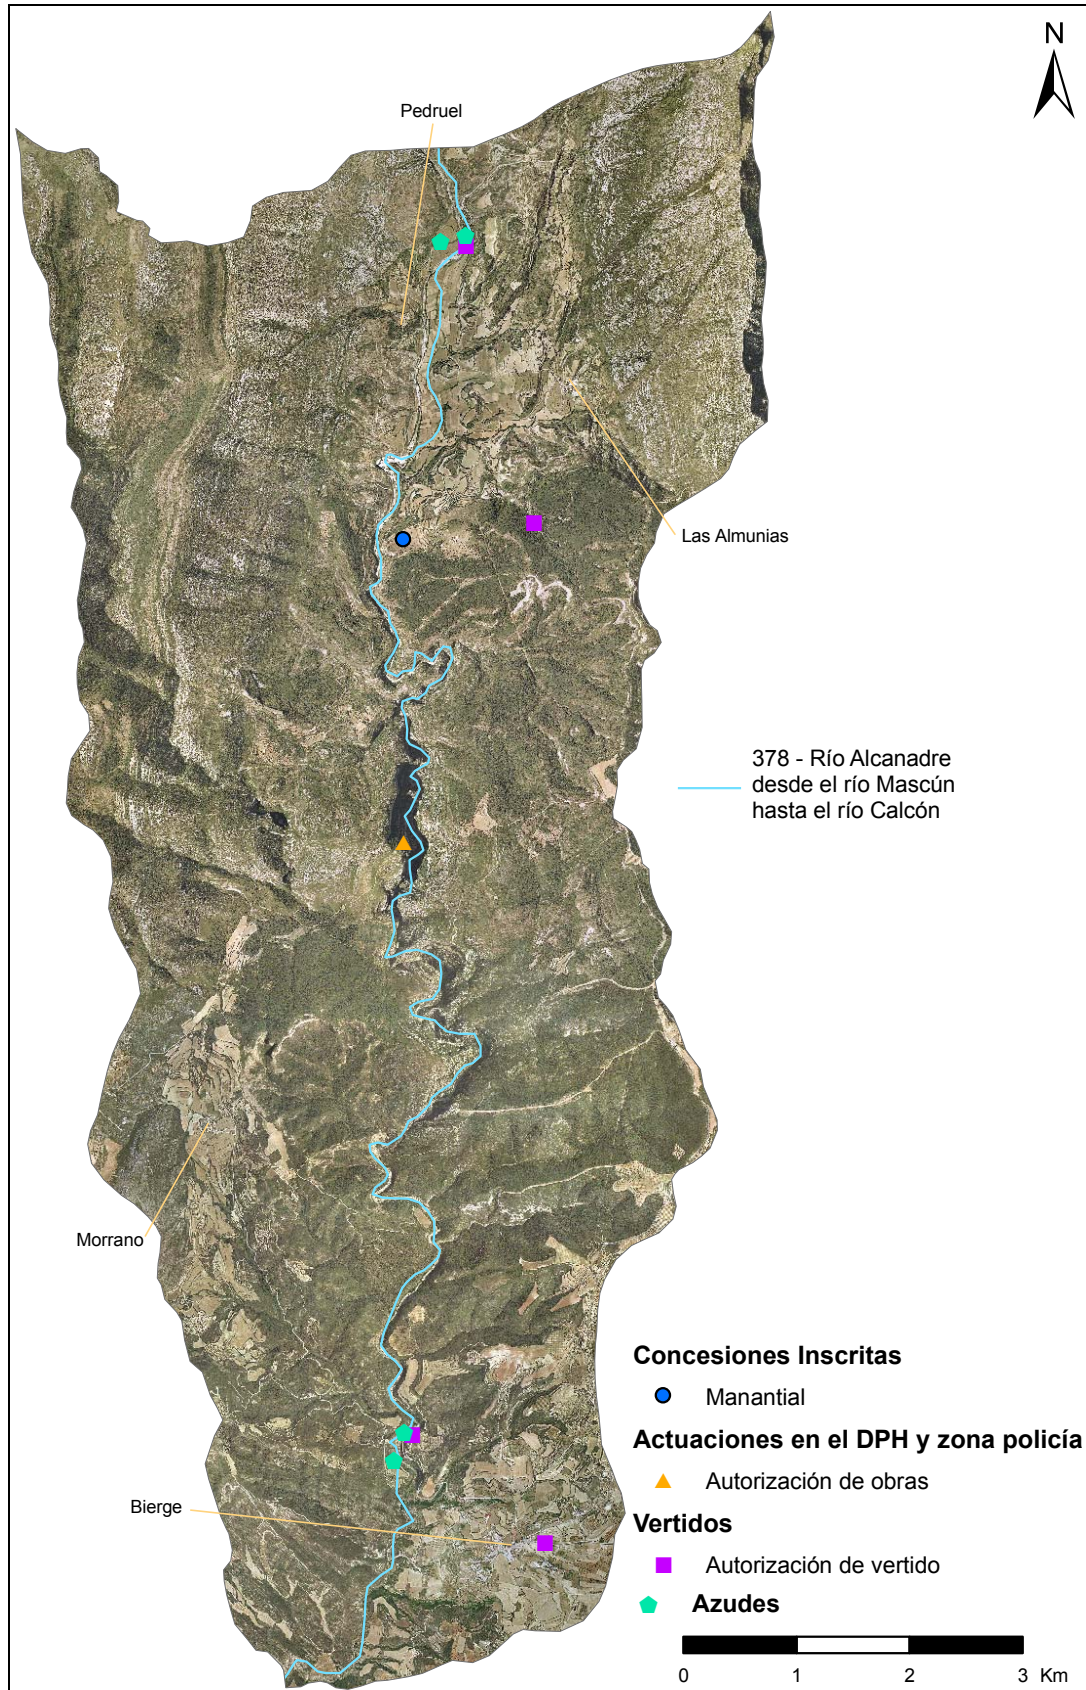 N
Pedruel
Las Almunias
378 - Río Alcanadre
desde el río Mascún
hasta el río Calcón
Morrano
Bierge
Concesiones Inscritas
Manantial
Actuaciones en el DPH y zona policía
Autorización de obras
Vertidos
Autorización de vertido
Azudes
0 1 2 3 Km